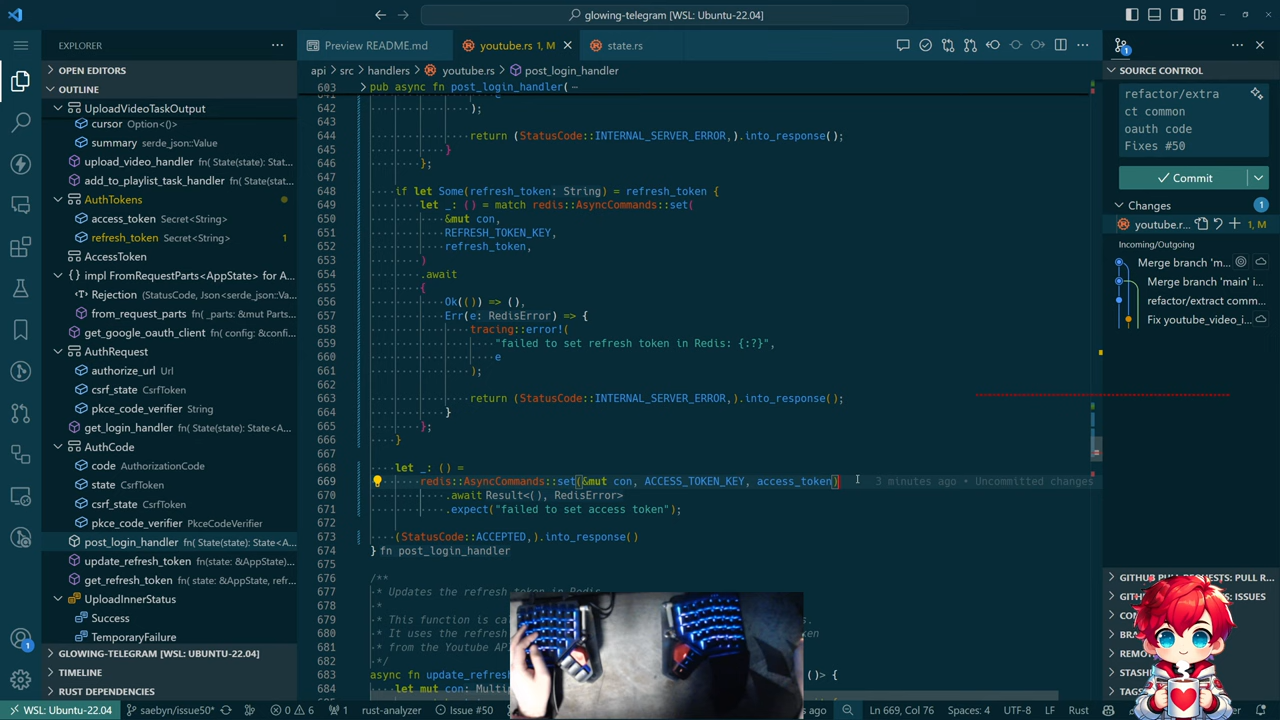 glowing-telegram [WSL: Ubuntu-22.04]
EXPLORER
OPEN EDITORS
OUTLINE
UploadVideoTaskOutput
cursor Option<()>
summary serde_json::Value
upload_video_handler fn( State(state): State<A...
add_to_playlist_task_handler fn( State(state): St...
AuthTokens
access_token Secret<String>
refresh_token Secret<String> 1
AccessToken
impl FromRequestParts<AppState> for A...
Rejection (StatusCode, Json<serde_json::Valu...
from_request_parts fn( _parts: &mut Parts...
get_google_oauth_client fn( config: &config...
AuthRequest
authorize_url Url
csrf_state CsrfToken
pkce_code_verifier String
get_login_handler fn( State(state): State<A...
AuthCode
code AuthorizationCode
state CsrfToken
csrf_state CsrfToken
pkce_code_verifier PkceCodeVerifier
post_login_handler fn( State(state): State<A...
update_refresh_token fn( state: &AppState...
get_refresh_token fn( state: &AppState, refr...
UploadInnerStatus
Success
TemporaryFailure
GLOWING-TELEGRAM [WSL: UBUNTU-22.04]
TIMELINE
RUST DEPENDENCIES
Preview README.md
youtube.rs 1, M
state.rs
api > src > handlers > youtube.rs > post_login_handler
603 pub async fn post_login_handler( ⋯
641 e
642 );
643
644 return (StatusCode::INTERNAL_SERVER_ERROR,).into_response();
645 }
646 };
647
648 if let Some(refresh_token: String) = refresh_token {
649 let _: () = match redis::AsyncCommands::set(
650 &mut con,
651 REFRESH_TOKEN_KEY,
652 refresh_token,
653 )
654 .await
655 {
656 Ok(()) => (),
657 Err(e: RedisError) => {
658 tracing::error!(
659 "failed to set refresh token in Redis: {:?}",
660 e
661 );
662
663 return (StatusCode::INTERNAL_SERVER_ERROR,).into_response();
664 }
665 };
666 }
667
668 let _: () =
669 redis::AsyncCommands::set(&mut con, ACCESS_TOKEN_KEY, access_token) 3 minutes ago • Uncommitted changes
670 .await Result<(), RedisError>
671 .expect("failed to set access token");
672
673 (StatusCode::ACCEPTED,).into_response()
674 } fn post_login_handler
675
676 /**
677 * Updates the refresh token in Redis
678 *
679 * This function is ca
680 * It uses the refresh
681 * from the Youtube AP
682 */
683 async fn update_refres ()> {
684 let mut con: Multip
SOURCE CONTROL
refactor/extra
ct common
oauth code
Fixes #50
Commit
Changes 1
youtube.r... 1, M
Incoming/Outgoing
Merge branch 'm...
Merge branch 'main' i...
refactor/extract comm...
Fix youtube_video_i...
GITHUB PULL REQUESTS: PULL R...
GITHUB ISSUES: ISSUES
CO
BRA
REMO
STASH
TAGS
WSL: Ubuntu-22.04
saebyn/issue50*
0 6
1
rust-analyzer
Issue #50
ago
Ln 669, Col 76
Spaces: 4
UTF-8
LF
Rust